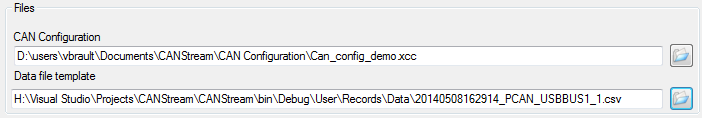 Files
CAN Configuration
D:\users\vbrault\Documents\CANStream\CAN Configuration\Can_config_demo.xcc
Data file template
H:\Visual Studio\Projects\CANStream\CANStream\bin\Debug\User\Records\Data\20140508162914_PCAN_USBBUS1_1.csv